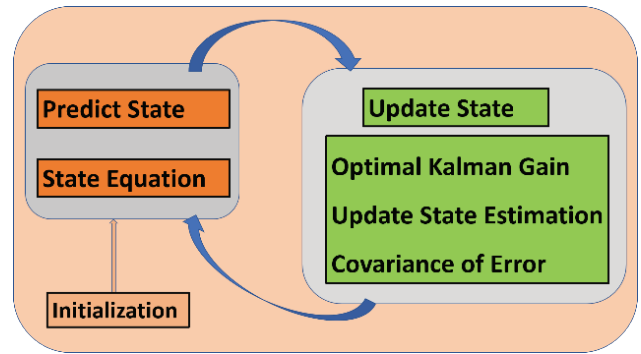 Predict State
State Equation
Initialization
Update State
Optimal Kalman Gain
Update State Estimation
Covariance of Error